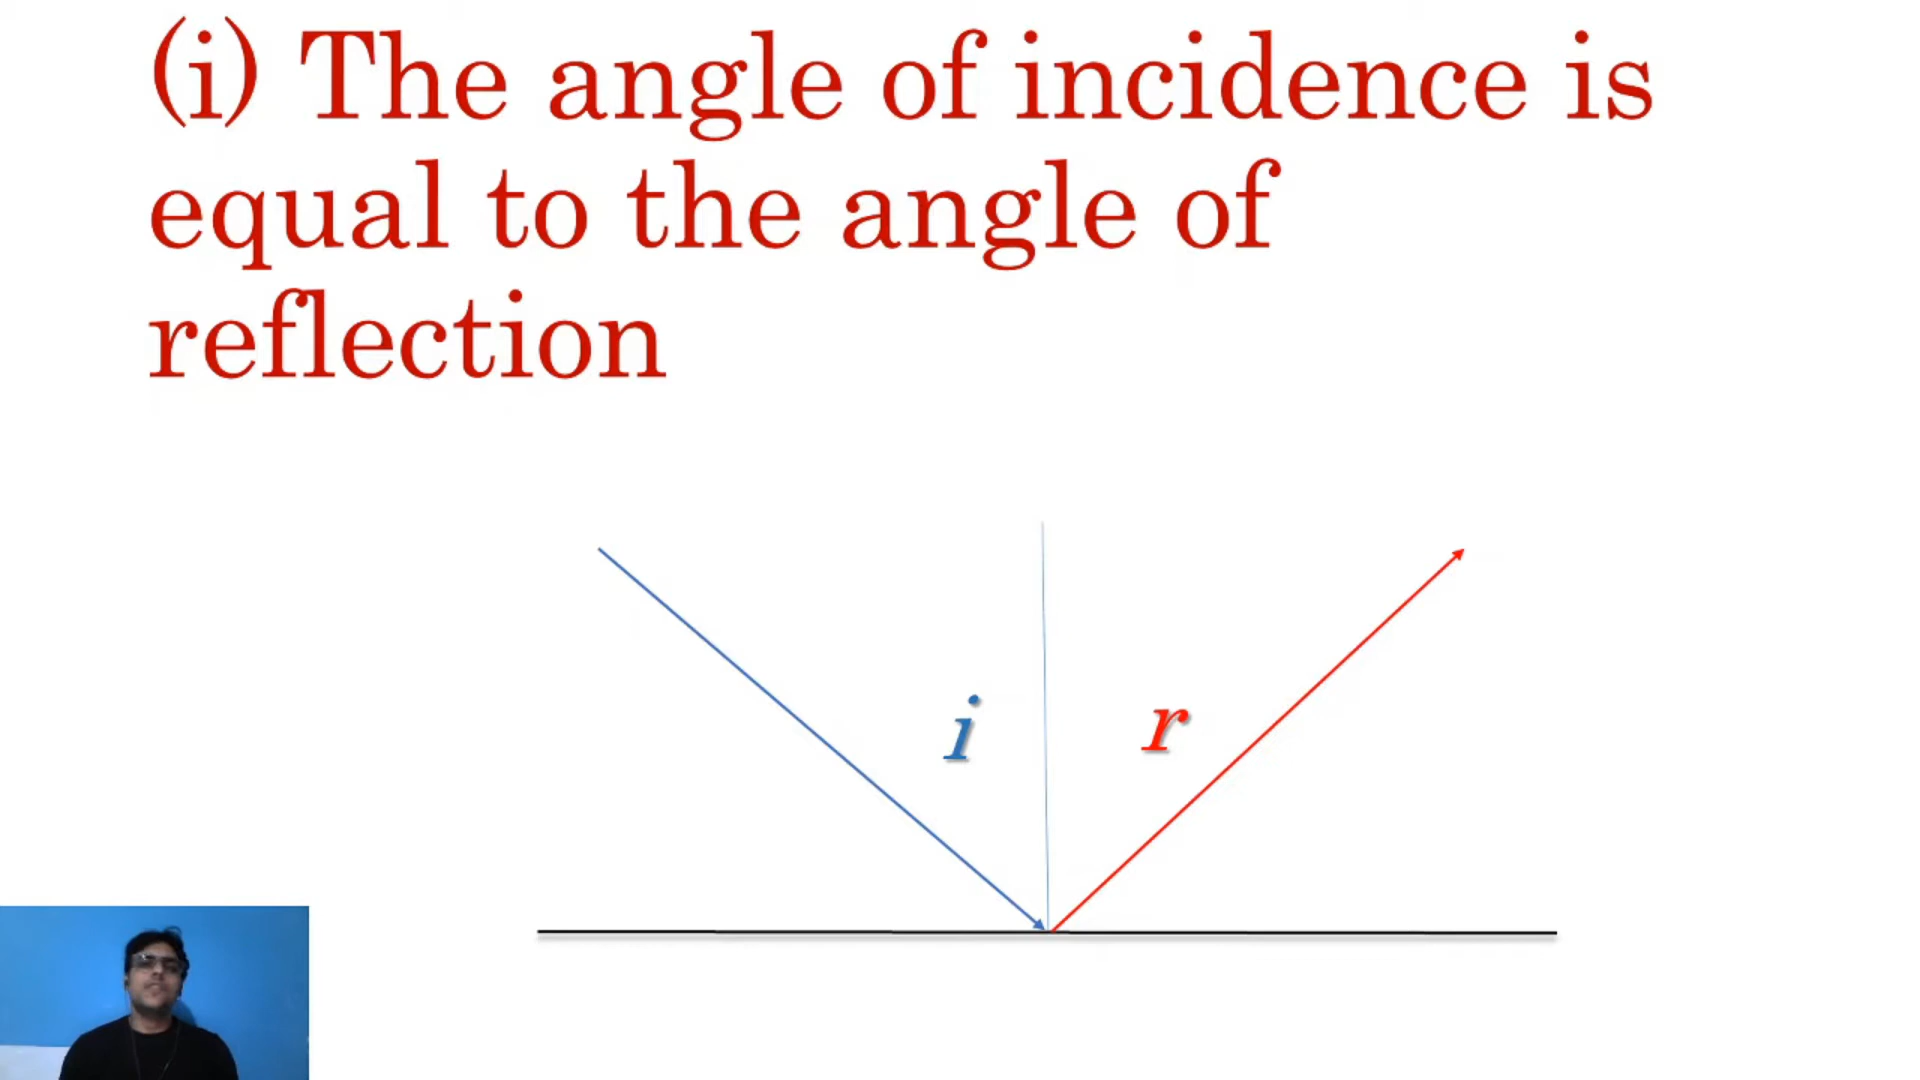 (i) The angle of incidence is
equal to the angle of
reflection
i
r